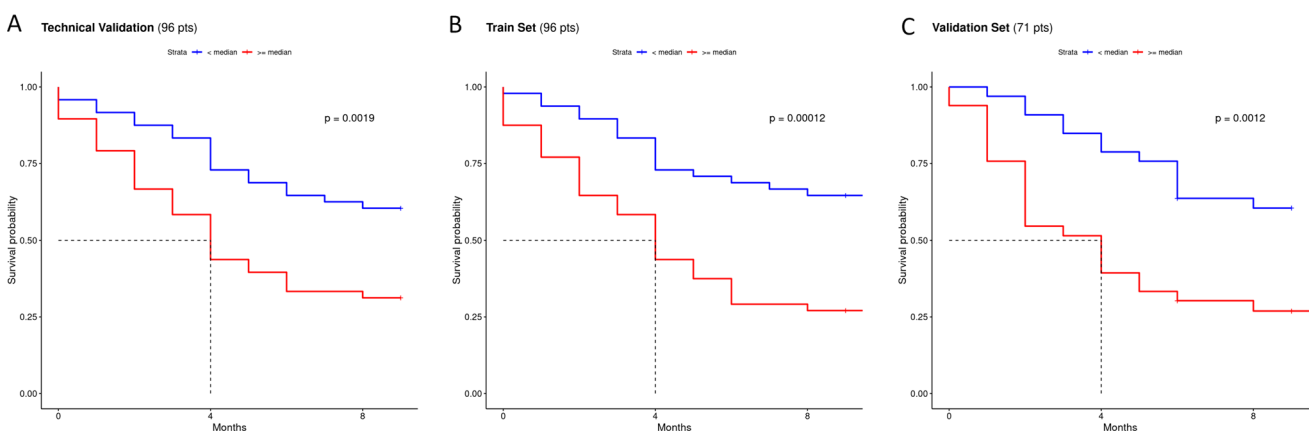 A Technical Validation (96 pts)
Strata < median >= median
1.00
0.75
0.50
0.25
0.00
Survival probability
p = 0.0019
0 4 8
Months
B Train Set (96 pts)
Strata < median >= median
1.00
0.75
0.50
0.25
0.00
Survival probability
p = 0.00012
0 4 8
Months
C Validation Set (71 pts)
Strata < median >= median
1.00
0.75
0.50
0.25
0.00
Survival probability
p = 0.0012
0 4 8
Months